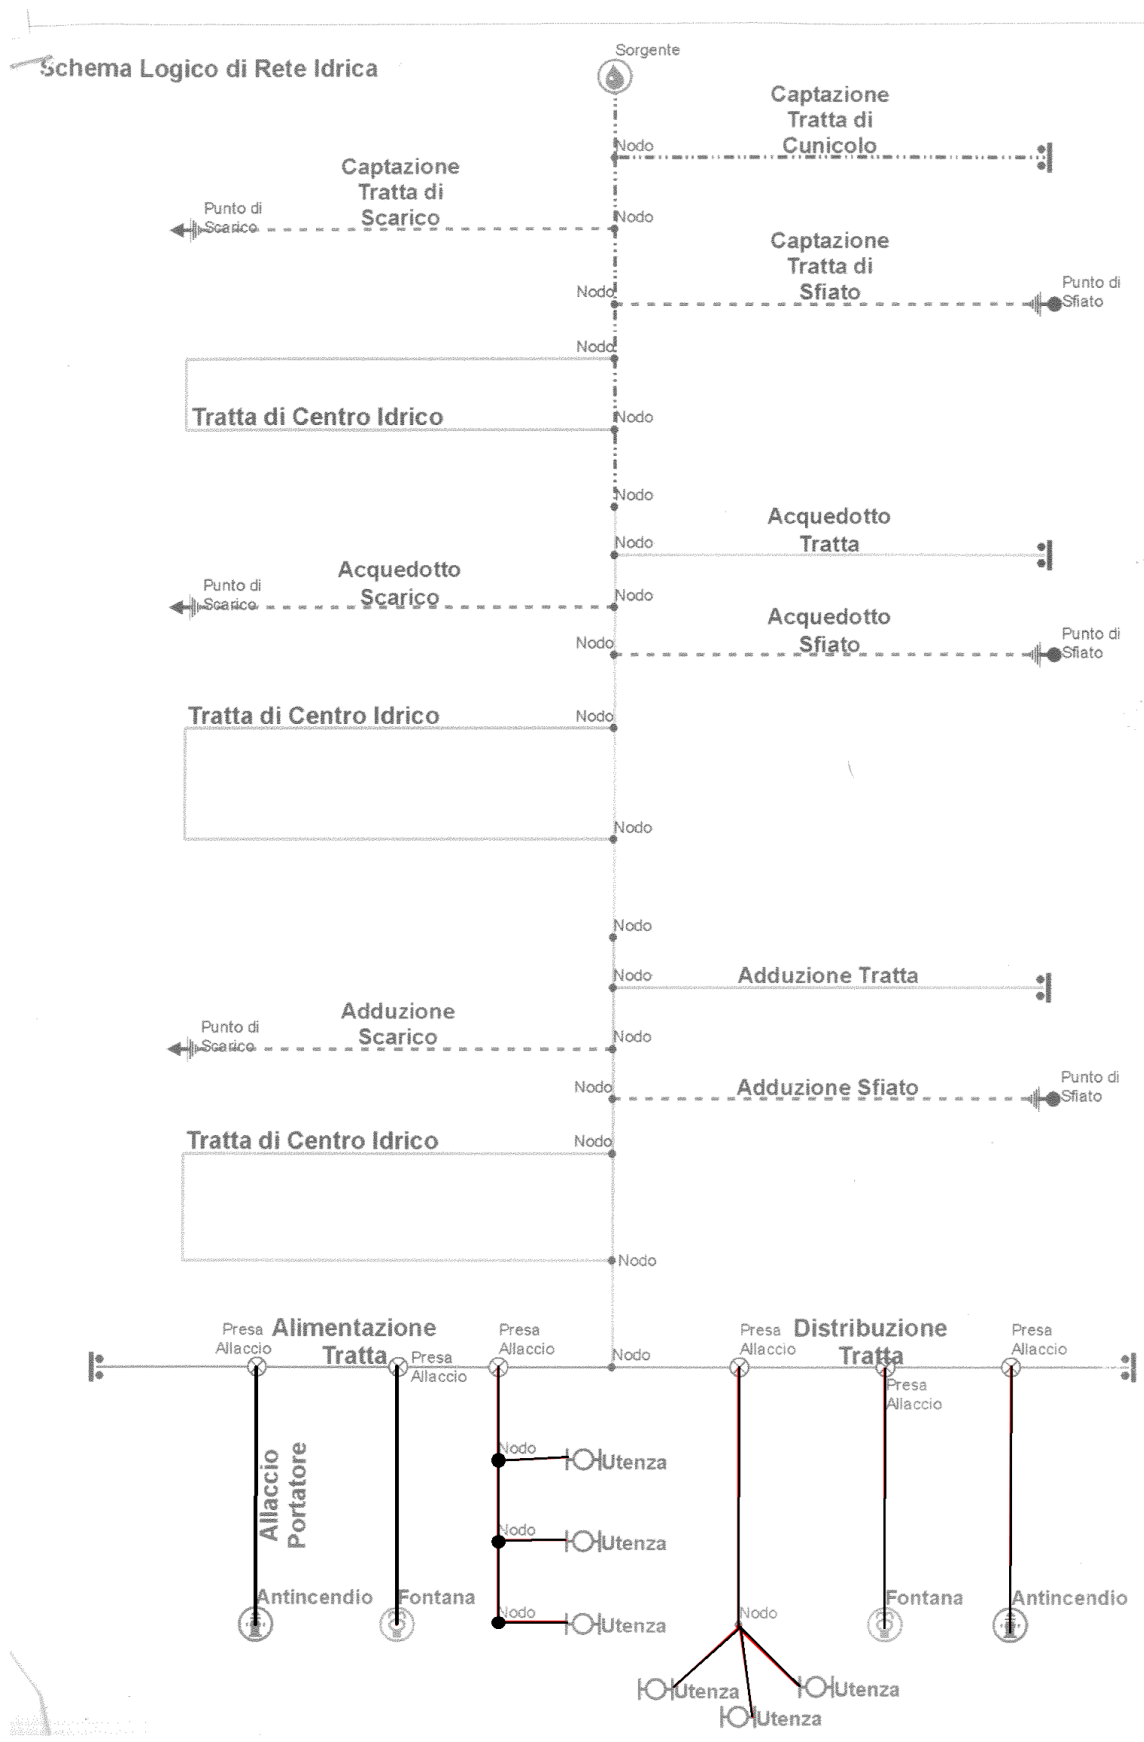 Sorgente
Schema Logico di Rete Idrica
Captazione
Tratta di
Cunicolo
Nodo
Captazione
Tratta di
Scarico
Punto di
Scarico
Nodo
Captazione
Tratta di
Sfiato
Punto di
Sfiato
Nodo
Nodo
Tratta di Centro Idrico
Nodo
Nodo
Acquedotto
Tratta
Nodo
Acquedotto
Scarico
Punto di
Scarico
Nodo
Acquedotto
Sfiato
Punto di
Sfiato
Nodo
Tratta di Centro Idrico
Nodo
Nodo
Nodo
Nodo
Adduzione Tratta
Adduzione
Scarico
Punto di
Scarico
Nodo
Adduzione Sfiato
Punto di
Sfiato
Nodo
Tratta di Centro Idrico
Nodo
Nodo
Presa
Allaccio
Alimentazione
Tratta
Presa
Allaccio
Presa
Allaccio
Nodo
Presa
Allaccio
Distribuzione
Tratta
Presa
Allaccio
Presa
Allaccio
Allaccio
Portatore
Nodo
Utenza
Nodo
Utenza
Antincendio
Fontana
Nodo
Utenza
Nodo
Fontana
Antincendio
Utenza
Utenza
Utenza